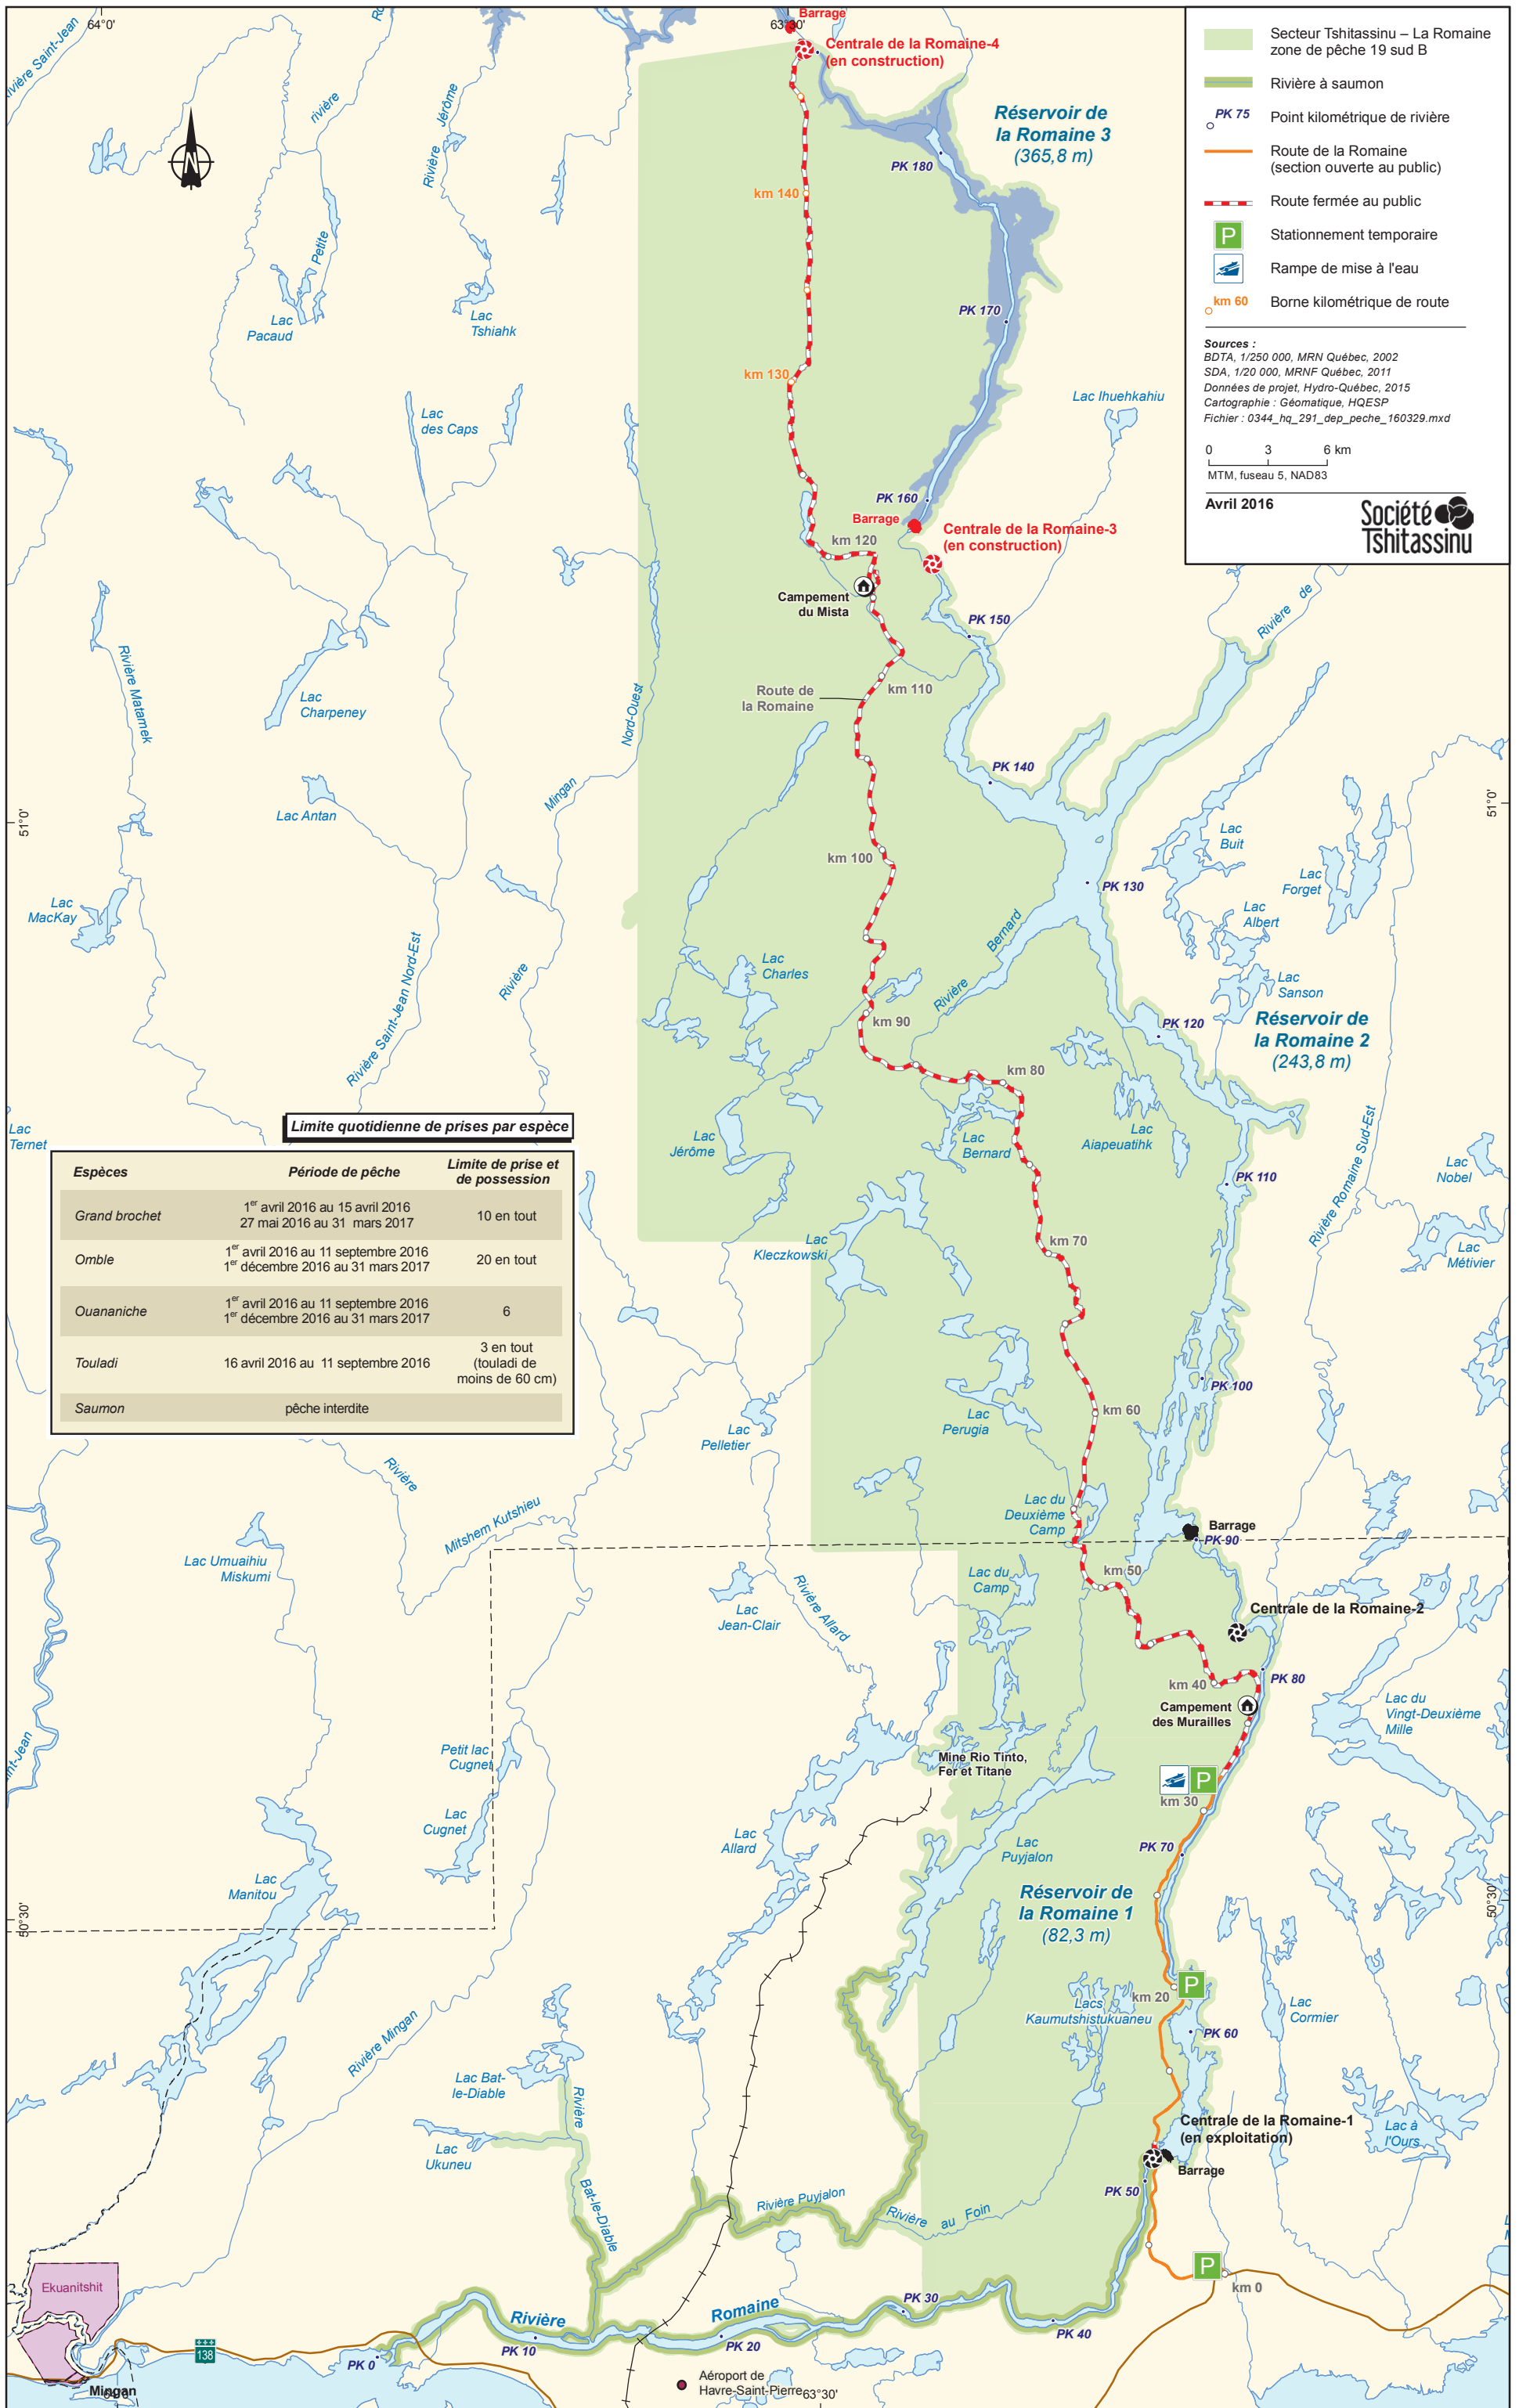 64°0'
63°30'
Barrage
Centrale de la Romaine-4
(en construction)
Rivière Saint-Jean
rivière
Petite
Rivière Jérôme
Réservoir de
la Romaine 3
(365,8 m)
PK 180
km 140
Lac
Pacaud
Lac
Tshiahk
PK 170
km 130
Lac
des Caps
Lac Ihuehkahiu
PK 160
Barrage
km 120
Centrale de la Romaine-3
(en construction)
Campement
du Mista
PK 150
Rivière de
Rivière Matamek
Lac
Charpeney
Nord-Ouest
Route de
la Romaine
km 110
Mingan
PK 140
51°0'
51°0'
Lac Antan
Lac
Buit
km 100
PK 130
Lac
Forget
Lac
MacKay
Lac
Albert
Bernard
Rivière
Rivière Saint-Jean Nord-Est
Rivière
Lac
Charles
Lac
Sanson
km 90
PK 120
Réservoir de
la Romaine 2
(243,8 m)
km 80
Lac
Ternet
Lac
Jérôme
Lac
Bernard
Lac
Aiapeuatihk
Rivière Romaine Sud-Est
Lac
Nobel
PK 110
km 70
Lac
Kleczkowski
Lac
Métivier
Limite quotidienne de prises par espèce
Espèces Période de pêche Limite de prise et
de possession
Grand brochet 1er avril 2016 au 15 avril 2016
27 mai 2016 au 31 mars 2017 10 en tout
Omble 1er avril 2016 au 11 septembre 2016
1er décembre 2016 au 31 mars 2017 20 en tout
Ouananiche 1er avril 2016 au 11 septembre 2016
1er décembre 2016 au 31 mars 2017 6
Touladi 16 avril 2016 au 11 septembre 2016 3 en tout
(touladi de
moins de 60 cm)
Saumon pêche interdite
PK 100
km 60
Lac
Perugia
Lac
Pelletier
Rivière
Mitshem Kutshieu
Lac du
Deuxième
Camp
Barrage
PK 90
Lac Umuaihiu
Miskumi
km 50
Lac du
Camp
Lac
Jean-Clair
Rivière Allard
Centrale de la Romaine-2
PK 80
km 40
Campement
des Murailles
Lac du
Vingt-Deuxième
Mille
Petit lac
Cugnet
Mine Rio Tinto,
Fer et Titane
P
km 30
Lac
Cugnet
Lac
Allard
Lac
Puyjalon
PK 70
Lac
Manitou
Réservoir de
la Romaine 1
(82,3 m)
50°30'
50°30'
P
km 20
Lacs
Kaumutshistukuaneu
Lac
Cormier
PK 60
Rivière Mingan
Lac Bat-
le-Diable
Rivière
Bat-le-Diable
Lac
Ukuneu
Centrale de la Romaine-1
(en exploitation)
Barrage
Lac à
l'Ours
PK 50
Rivière Puyjalon
Rivière au Foin
P
km 0
Ekuanitshit
Rivière Romaine
PK 30
PK 40
PK 20
PK 10
PK 0
138
Mingan
Aéroport de
Havre-Saint-Pierre
63°30'
Secteur Tshitassinu – La Romaine
zone de pêche 19 sud B
Rivière à saumon
PK 75 Point kilométrique de rivière
Route de la Romaine
(section ouverte au public)
Route fermée au public
P Stationnement temporaire
Rampe de mise à l'eau
km 60 Borne kilométrique de route
Sources :
BDTA, 1/250 000, MRN Québec, 2002
SDA, 1/20 000, MRNF Québec, 2011
Données de projet, Hydro-Québec, 2015
Cartographie : Géomatique, HQESP
Fichier : 0344_hq_291_dep_peche_160329.mxd
0 3 6 km
MTM, fuseau 5, NAD83
Avril 2016
Société
Tshitassinu
N